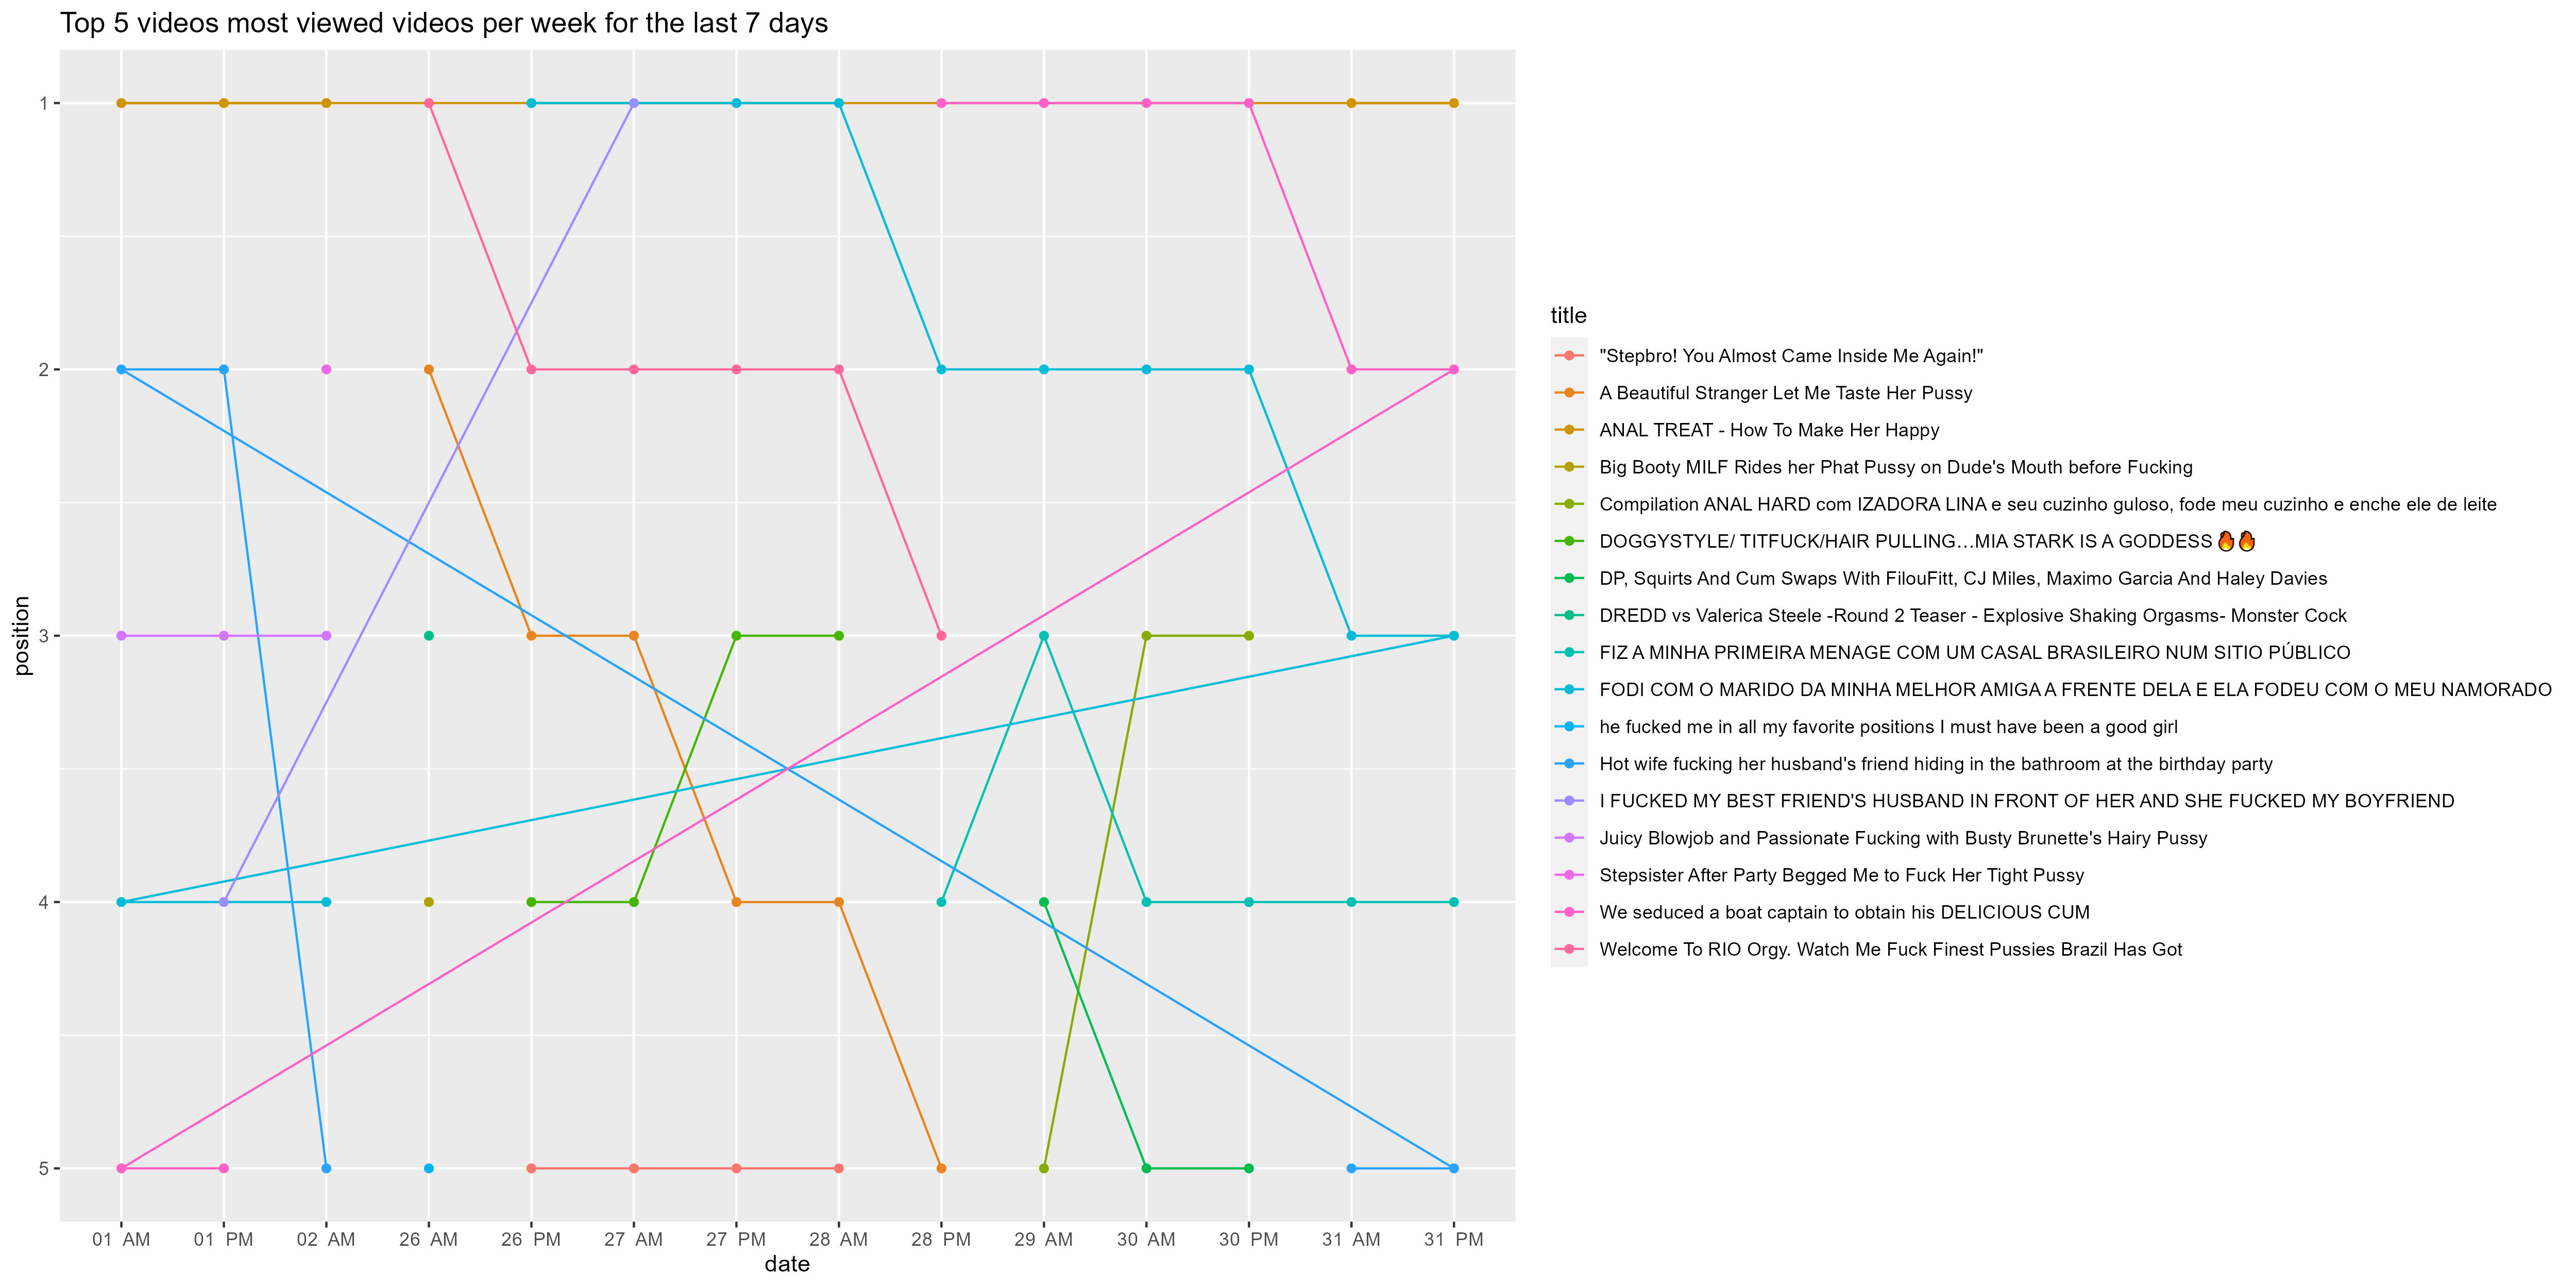 Top 5 videos most viewed videos per week for the last 7 days
position
1
2
3
4
5
01 AM 01 PM 02 AM 26 AM 26 PM 27 AM 27 PM 28 AM 28 PM 29 AM 30 AM 30 PM 31 AM 31 PM
date
title
"Stepbro! You Almost Came Inside Me Again!"
A Beautiful Stranger Let Me Taste Her Pussy
ANAL TREAT - How To Make Her Happy
Big Booty MILF Rides her Phat Pussy on Dude's Mouth before Fucking
Compilation ANAL HARD com IZADORA LINA e seu cuzinho guloso, fode meu cuzinho e enche ele de leite
DOGGYSTYLE/ TITFUCK/HAIR PULLING…MIA STARK IS A GODDESS 🔥🔥
DP, Squirts And Cum Swaps With FilouFitt, CJ Miles, Maximo Garcia And Haley Davies
DREDD vs Valerica Steele -Round 2 Teaser - Explosive Shaking Orgasms- Monster Cock
FIZ A MINHA PRIMEIRA MENAGE COM UM CASAL BRASILEIRO NUM SITIO PÚBLICO
FODI COM O MARIDO DA MINHA MELHOR AMIGA A FRENTE DELA E ELA FODEU COM O MEU NAMORADO
he fucked me in all my favorite positions I must have been a good girl
Hot wife fucking her husband's friend hiding in the bathroom at the birthday party
I FUCKED MY BEST FRIEND'S HUSBAND IN FRONT OF HER AND SHE FUCKED MY BOYFRIEND
Juicy Blowjob and Passionate Fucking with Busty Brunette's Hairy Pussy
Stepsister After Party Begged Me to Fuck Her Tight Pussy
We seduced a boat captain to obtain his DELICIOUS CUM
Welcome To RIO Orgy. Watch Me Fuck Finest Pussies Brazil Has Got